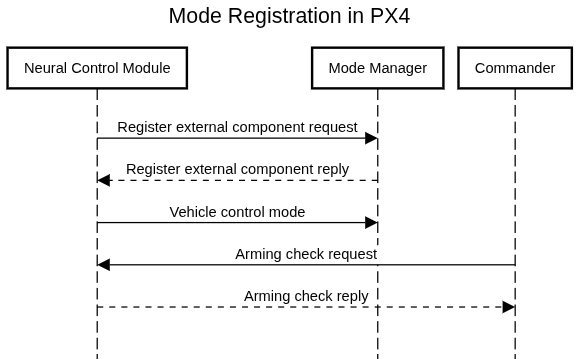 Mode Registration in PX4
Neural Control Module
Mode Manager
Commander
Register external component request
Register external component reply
Vehicle control mode
Arming check request
Arming check reply